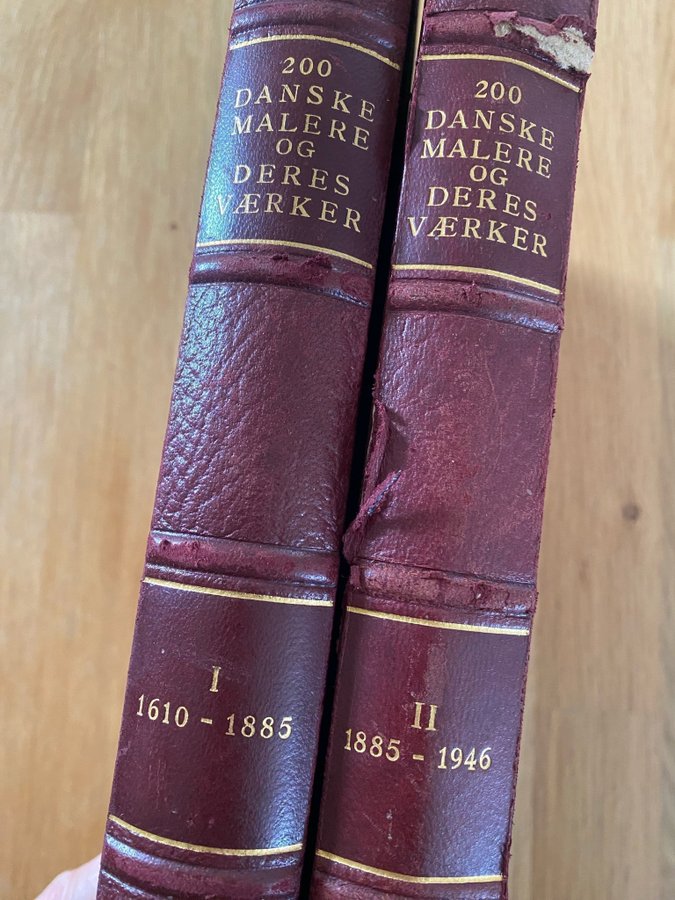 200
DANSKE
MALERE
OG
DERES
VÆRKER
I
1610 - 1885
200
DANSKE
MALERE
OG
DERES
VÆRKER
II
1885 - 1946